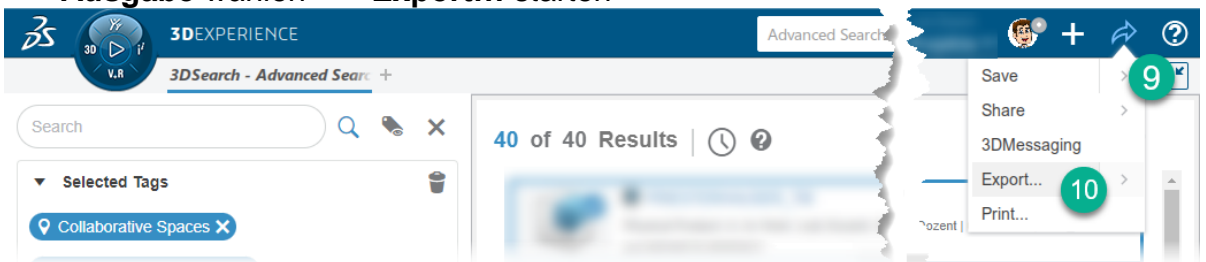 3DEXPERIENCE
Advanced Search
3D
V.R
3DSearch - Advanced Searc +
Save
9
Search
Share
40 of 40 Results
3DMessaging
Selected Tags
Export...
10
Print...
Collaborative Spaces